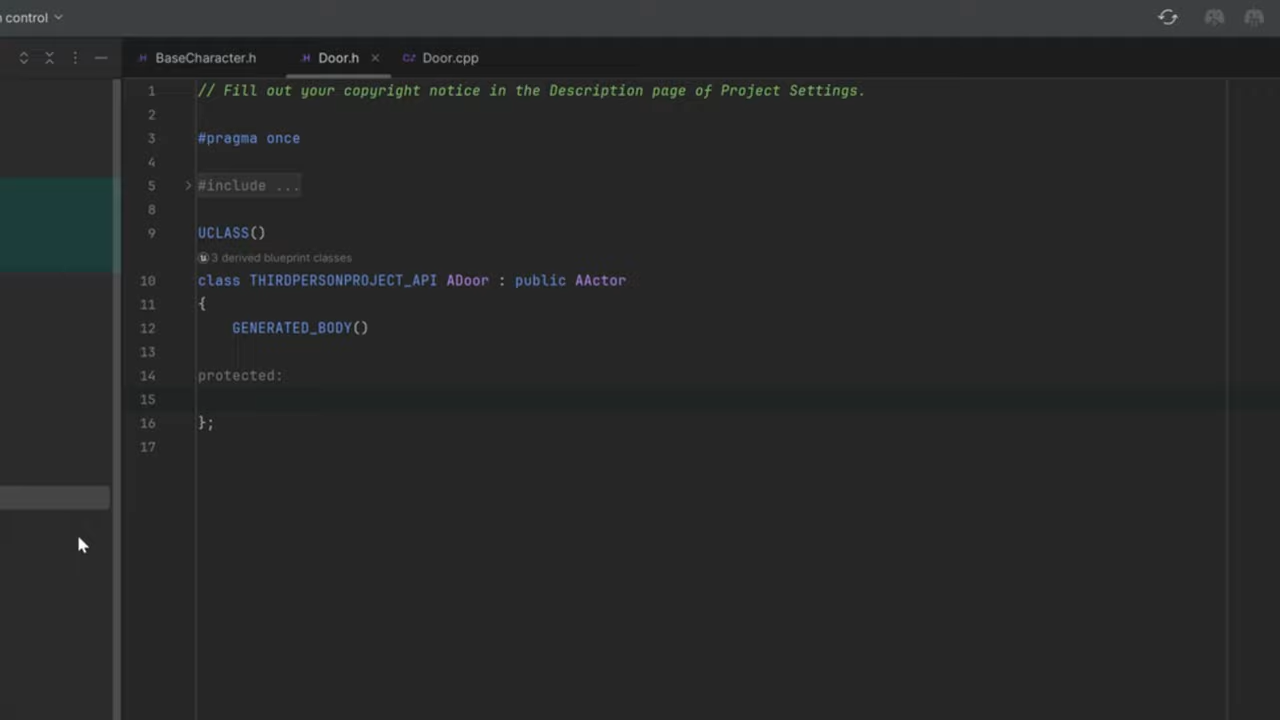 n control
BaseCharacter.h
Door.h
Door.cpp
1 // Fill out your copyright notice in the Description page of Project Settings.
2
3 #pragma once
4
5 #include ...
8
9 UCLASS()
3 derived blueprint classes
10 class THIRDPERSONPROJECT_API ADoor : public AActor
11 {
12 GENERATED_BODY()
13
14 protected:
15
16 };
17